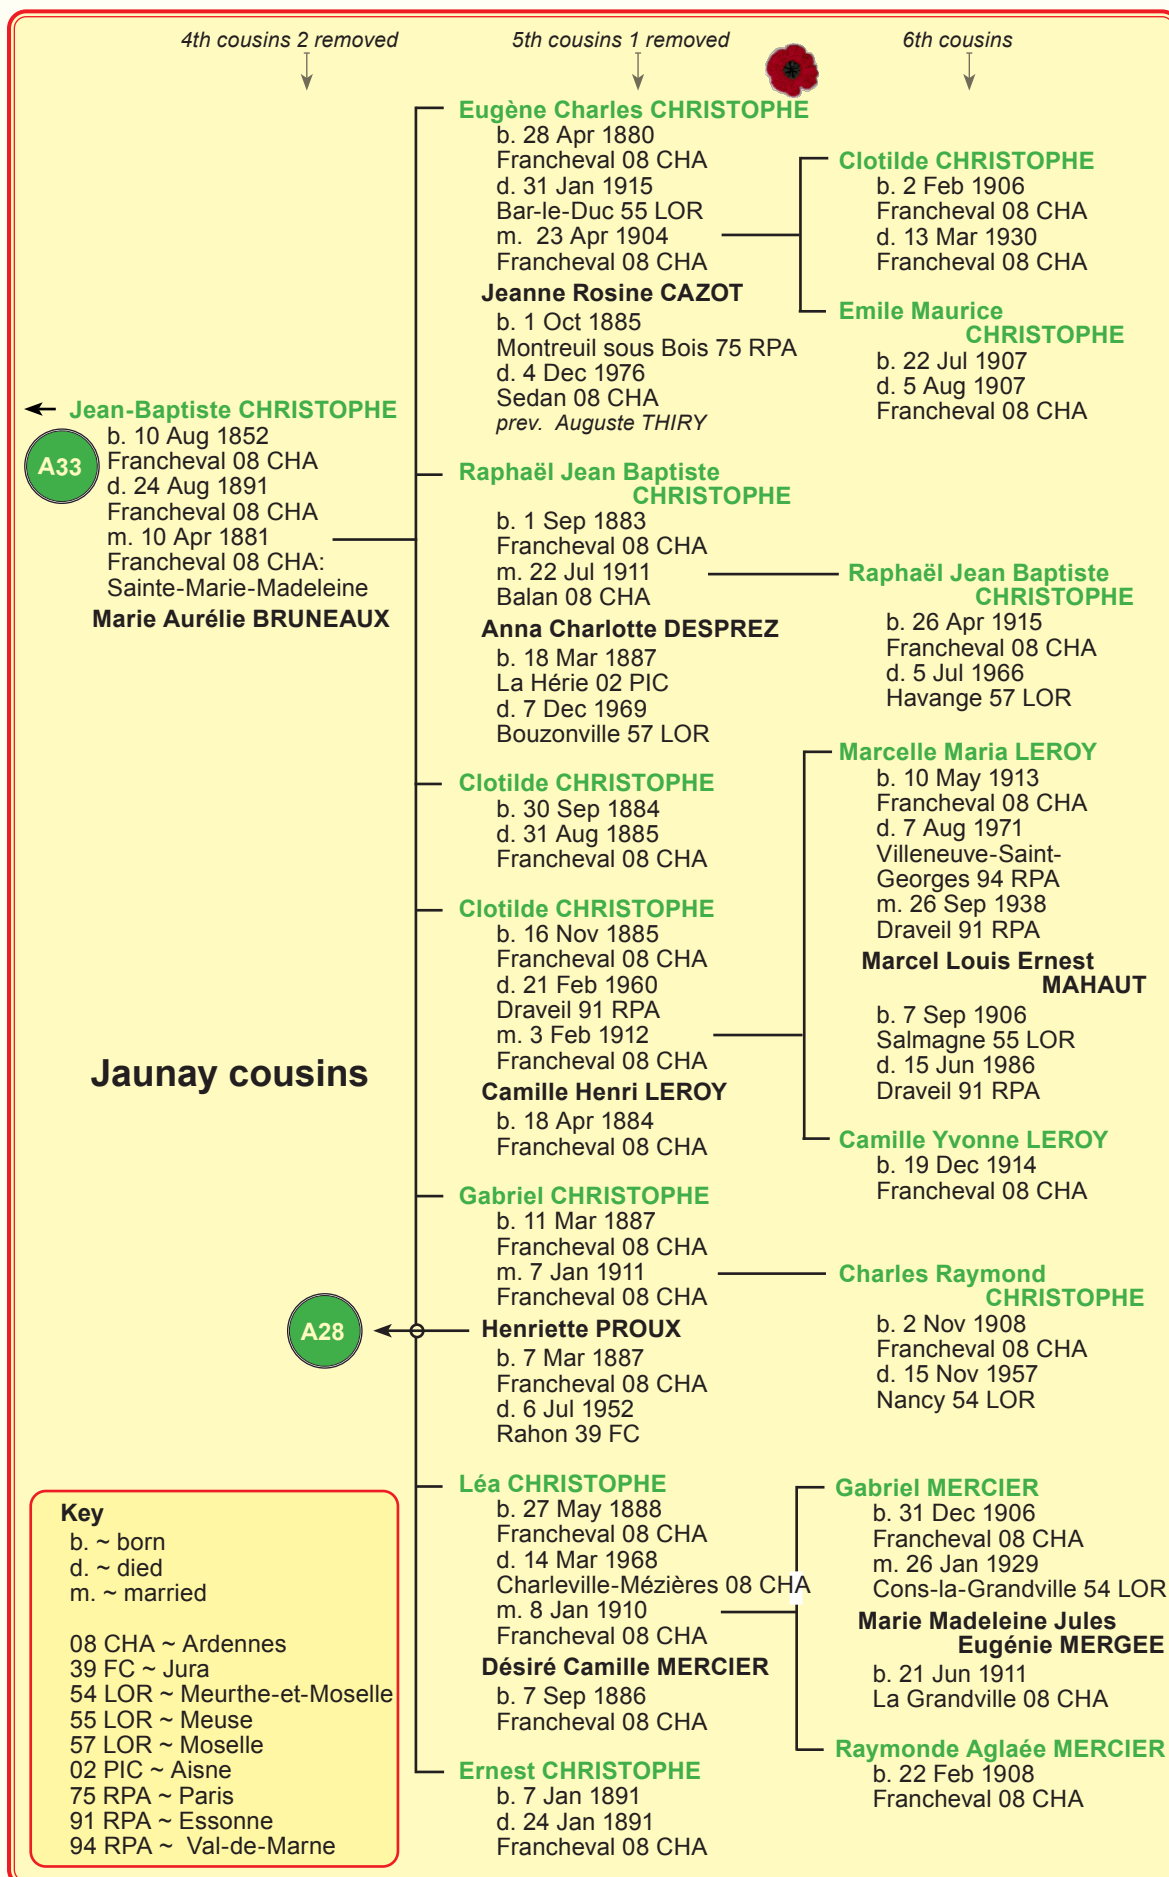 4th cousins 2 removed
5th cousins 1 removed
6th cousins
Jean-Baptiste CHRISTOPHE
A33
b. 10 Aug 1852
Francheval 08 CHA
d. 24 Aug 1891
Francheval 08 CHA
m. 10 Apr 1881
Francheval 08 CHA:
Sainte-Marie-Madeleine
Marie Aurélie BRUNEAUX
Jaunay cousins
A28
Key
b. ~ born
d. ~ died
m. ~ married
08 CHA ~ Ardennes
39 FC ~ Jura
54 LOR ~ Meurthe-et-Moselle
55 LOR ~ Meuse
57 LOR ~ Moselle
02 PIC ~ Aisne
75 RPA ~ Paris
91 RPA ~ Essonne
94 RPA ~ Val-de-Marne
Eugène Charles CHRISTOPHE
b. 28 Apr 1880
Francheval 08 CHA
d. 31 Jan 1915
Bar-le-Duc 55 LOR
m. 23 Apr 1904
Francheval 08 CHA
Jeanne Rosine CAZOT
b. 1 Oct 1885
Montreuil sous Bois 75 RPA
d. 4 Dec 1976
Sedan 08 CHA
prev. Auguste THIRY
Raphaël Jean Baptiste
CHRISTOPHE
b. 1 Sep 1883
Francheval 08 CHA
m. 22 Jul 1911
Balan 08 CHA
Anna Charlotte DESPREZ
b. 18 Mar 1887
La Hérie 02 PIC
d. 7 Dec 1969
Bouzonville 57 LOR
Clotilde CHRISTOPHE
b. 30 Sep 1884
d. 31 Aug 1885
Francheval 08 CHA
Clotilde CHRISTOPHE
b. 16 Nov 1885
Francheval 08 CHA
d. 21 Feb 1960
Draveil 91 RPA
m. 3 Feb 1912
Francheval 08 CHA
Camille Henri LEROY
b. 18 Apr 1884
Francheval 08 CHA
Gabriel CHRISTOPHE
b. 11 Mar 1887
Francheval 08 CHA
m. 7 Jan 1911
Francheval 08 CHA
Henriette PROUX
b. 7 Mar 1887
Francheval 08 CHA
d. 6 Jul 1952
Rahon 39 FC
Léa CHRISTOPHE
b. 27 May 1888
Francheval 08 CHA
d. 14 Mar 1968
Charleville-Mézières 08 CHA
m. 8 Jan 1910
Francheval 08 CHA
Désiré Camille MERCIER
b. 7 Sep 1886
Francheval 08 CHA
Ernest CHRISTOPHE
b. 7 Jan 1891
d. 24 Jan 1891
Francheval 08 CHA
Clotilde CHRISTOPHE
b. 2 Feb 1906
Francheval 08 CHA
d. 13 Mar 1930
Francheval 08 CHA
Emile Maurice
CHRISTOPHE
b. 22 Jul 1907
d. 5 Aug 1907
Francheval 08 CHA
Raphaël Jean Baptiste
CHRISTOPHE
b. 26 Apr 1915
Francheval 08 CHA
d. 5 Jul 1966
Havange 57 LOR
Marcelle Maria LEROY
b. 10 May 1913
Francheval 08 CHA
d. 7 Aug 1971
Villeneuve-Saint-
Georges 94 RPA
m. 26 Sep 1938
Draveil 91 RPA
Marcel Louis Ernest
MAHAUT
b. 7 Sep 1906
Salmagne 55 LOR
d. 15 Jun 1986
Draveil 91 RPA
Camille Yvonne LEROY
b. 19 Dec 1914
Francheval 08 CHA
Charles Raymond
CHRISTOPHE
b. 2 Nov 1908
Francheval 08 CHA
d. 15 Nov 1957
Nancy 54 LOR
Gabriel MERCIER
b. 31 Dec 1906
Francheval 08 CHA
m. 26 Jan 1929
Cons-la-Grandville 54 LOR
Marie Madeleine Jules
Eugénie MERGEE
b. 21 Jun 1911
La Grandville 08 CHA
Raymonde Aglaée MERCIER
b. 22 Feb 1908
Francheval 08 CHA